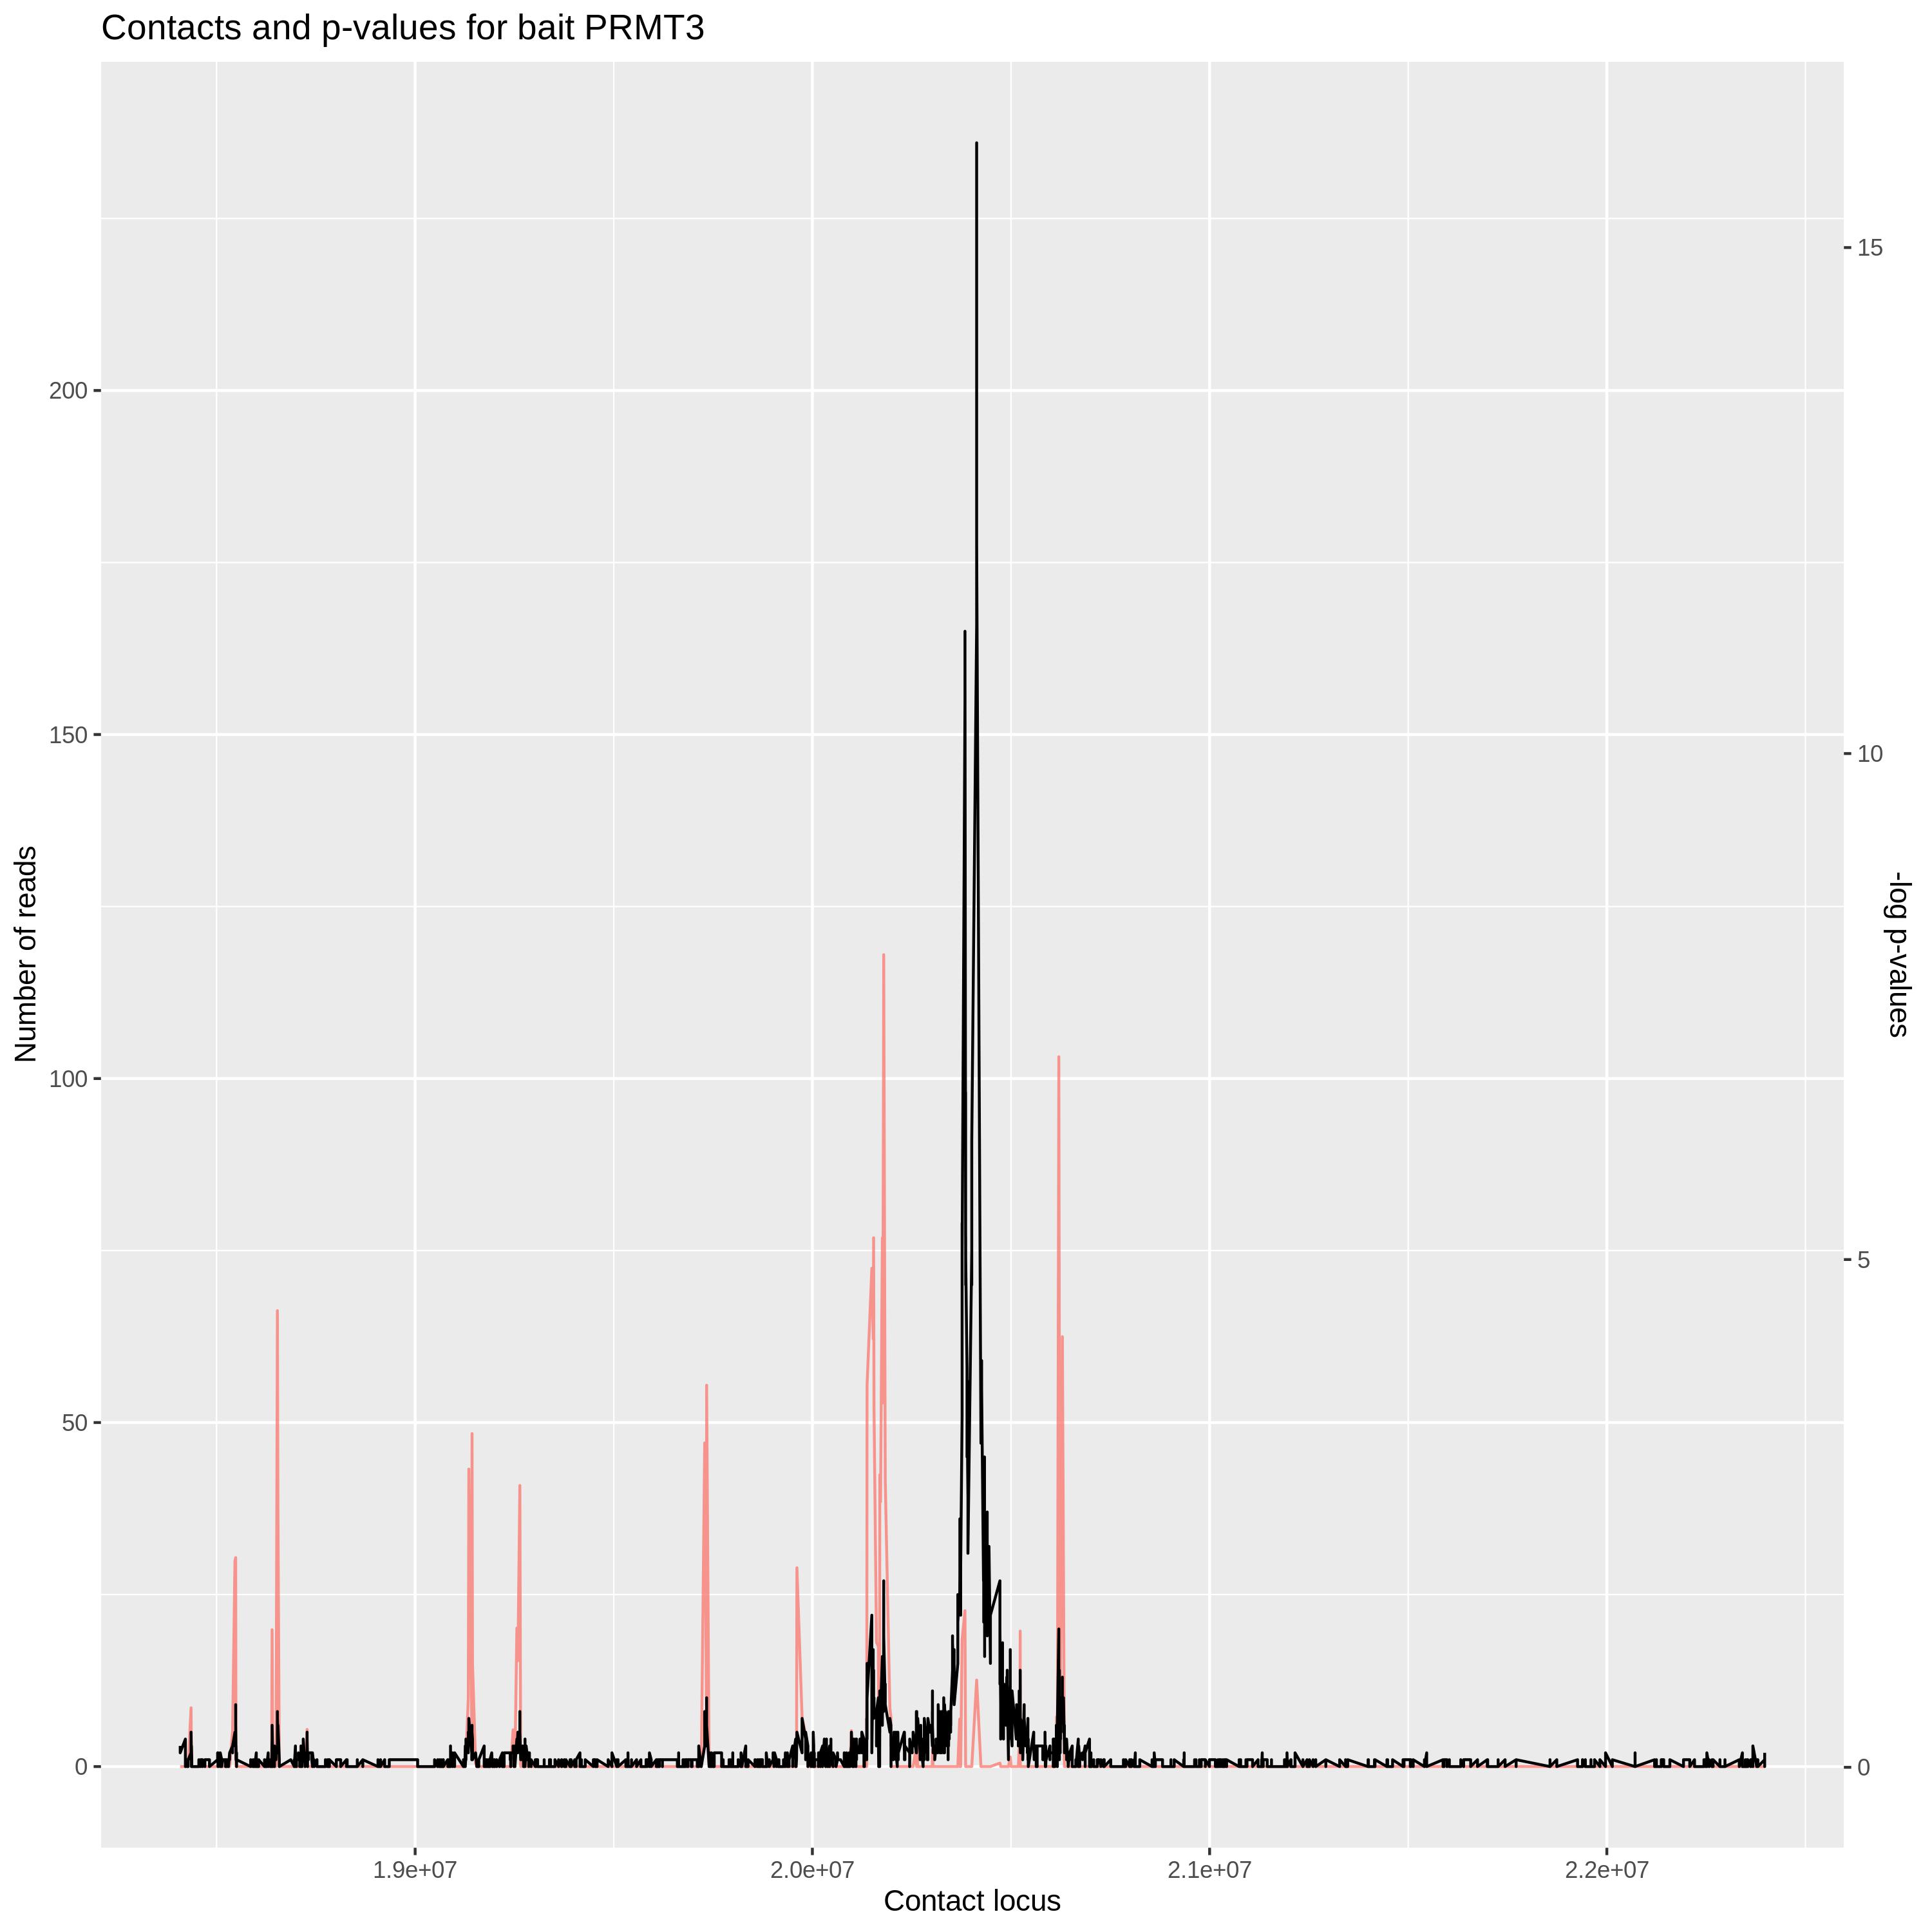 Contacts and p-values for bait PRMT3
Number of reads
200
150
100
50
0
15
10
5
0
-log p-values
1.9e+07
2.0e+07
2.1e+07
2.2e+07
Contact locus